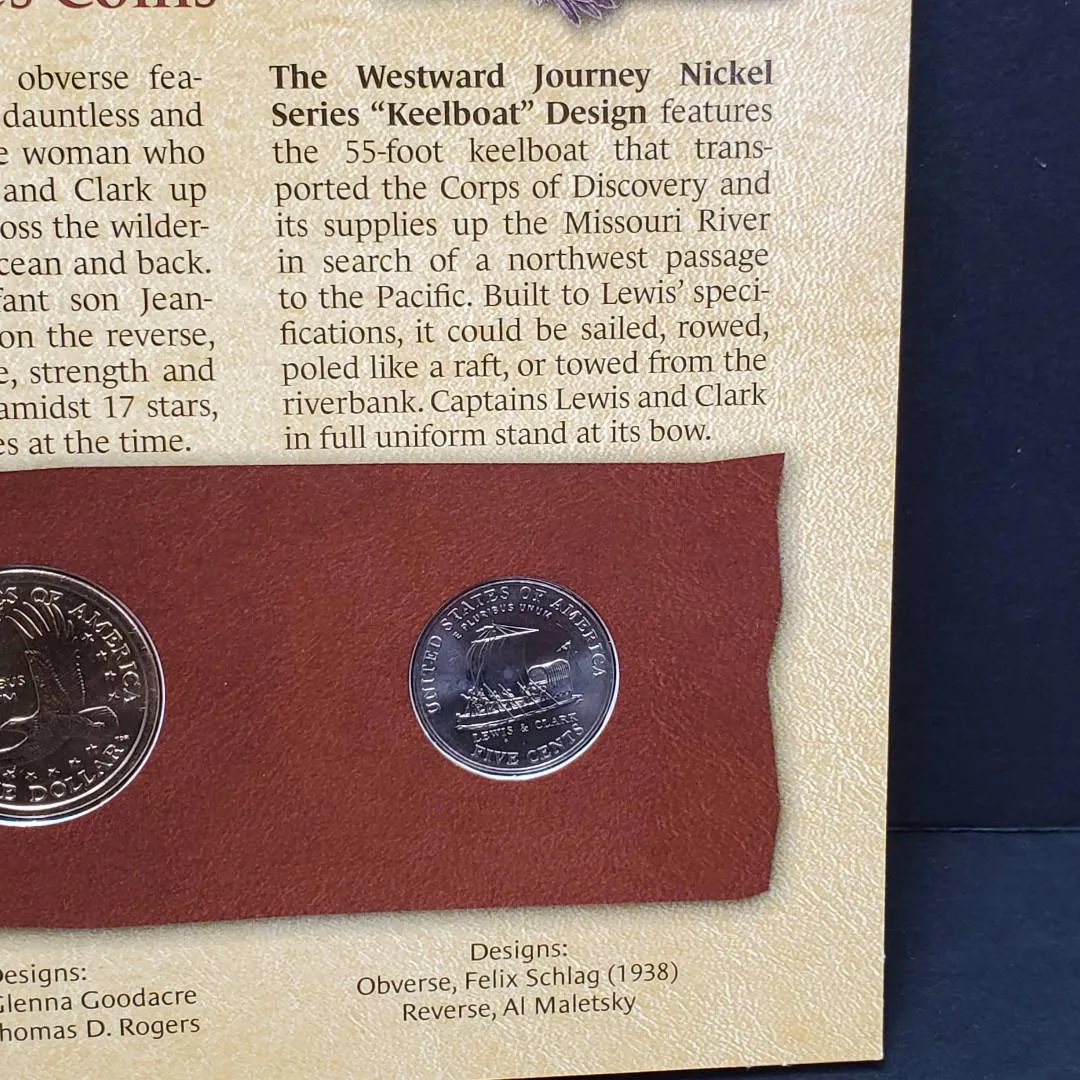 es Coins
obverse fea-
dauntless and
e woman who
and Clark up
oss the wilder-
cean and back.
fant son Jean-
on the reverse,
e, strength and
amidst 17 stars,
es at the time.
The Westward Journey Nickel
Series “Keelboat” Design features
the 55-foot keelboat that trans-
ported the Corps of Discovery and
its supplies up the Missouri River
in search of a northwest passage
to the Pacific. Built to Lewis’ speci-
fications, it could be sailed, rowed,
poled like a raft, or towed from the
riverbank. Captains Lewis and Clark
in full uniform stand at its bow.
ES OF AMERICA
BUS
M
E DOLLAR
UNITED STATES OF AMERICA
E PLURIBUS UNUM
LEWIS & CLARK
FIVE CENTS
Designs:
Glenna Goodacre
homas D. Rogers
Designs:
Obverse, Felix Schlag (1938)
Reverse, Al Maletsky